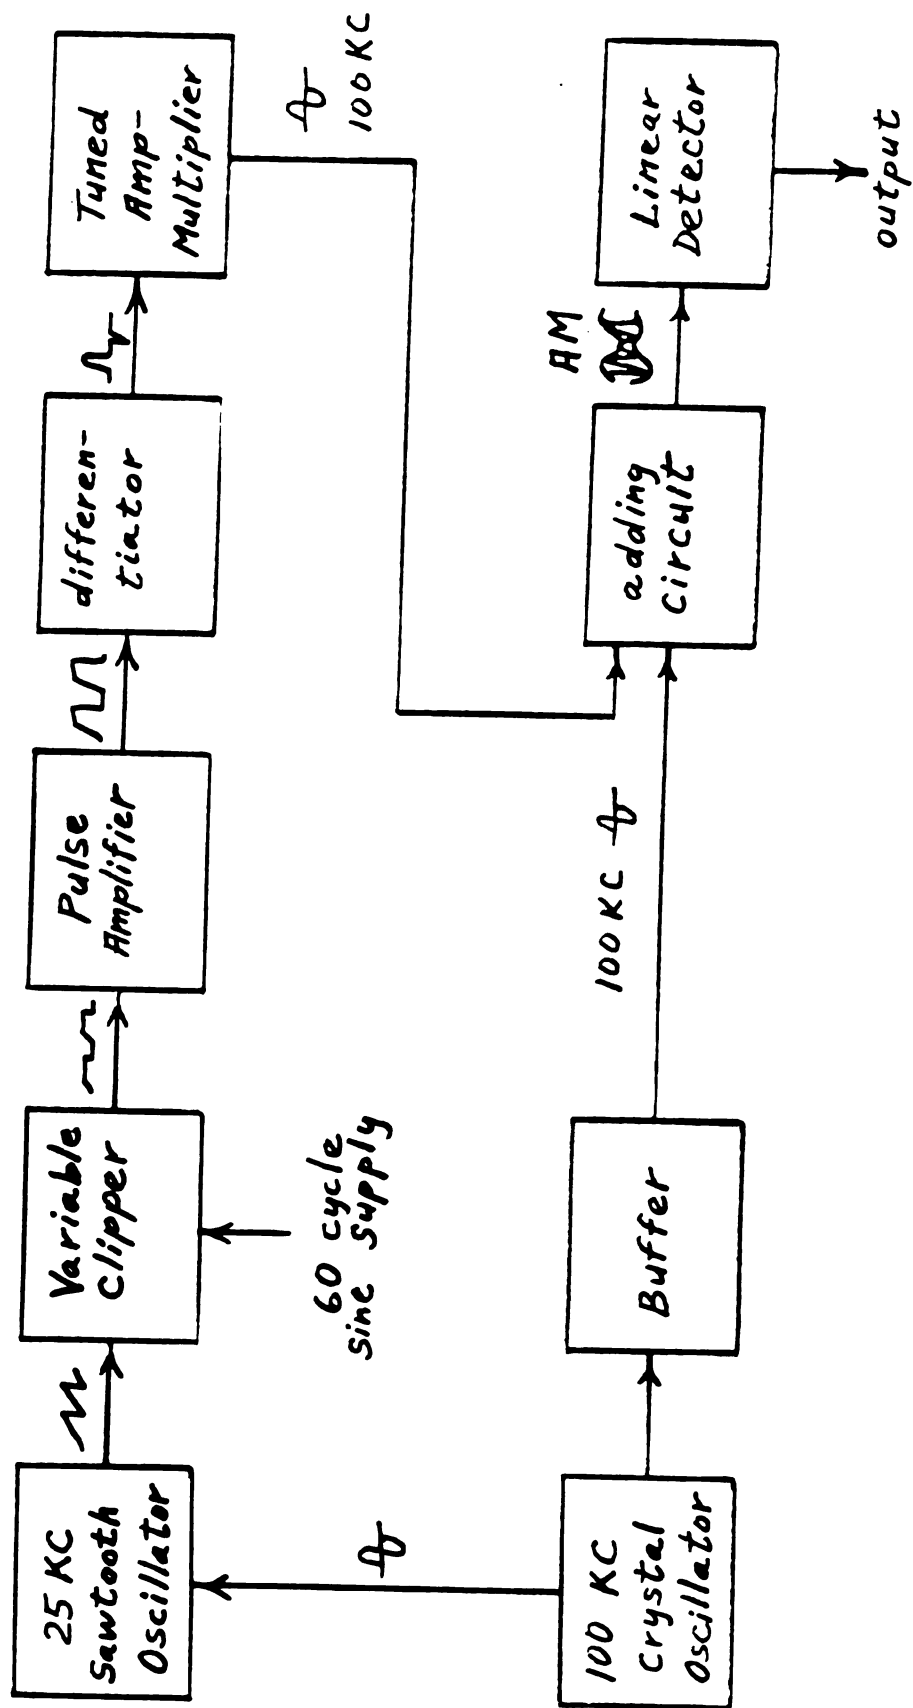 25 KC
Sawtooth
Oscillator
Variable
Clipper
60 cycle
sine supply
Pulse
Amplifier
differen-
tiator
Tuned
Amp-
Multiplier
100 KC
100 KC
Crystal
Oscillator
Buffer
100 KC
adding
Circuit
AM
Linear
Detector
output